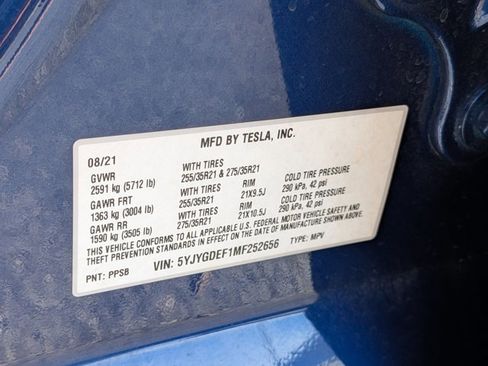 MFD BY TESLA, INC.
08/21
GVWR WITH TIRES
2591 kg (5712 lb) 255/35R21 & 275/35R21
GAWR FRT WITH TIRES RIM COLD TIRE PRESSURE
1363 kg (3004 lb) 255/35R21 21X9.5J 290 kPa, 42 psi
GAWR RR WITH TIRES RIM COLD TIRE PRESSURE
1590 kg (3505 lb) 275/35R21 21X10.5J 290 kPa, 42 psi
THIS VEHICLE CONFORMS TO ALL APPLICABLE U.S. FEDERAL MOTOR VEHICLE SAFETY AND
THEFT PREVENTION STANDARDS IN EFFECT ON THE DATE OF MANUFACTURE SHOWN ABOVE.
PNT: PPSB VIN: 5YJYGDEF1MF252656 TYPE: MPV